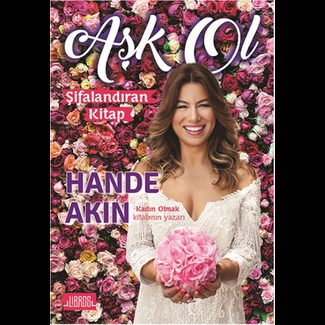 Aşk Ol
Şifalandıran
Kitap
HANDE
AKIN
Kadın Olmak
kitabının yazarı
LIBROS